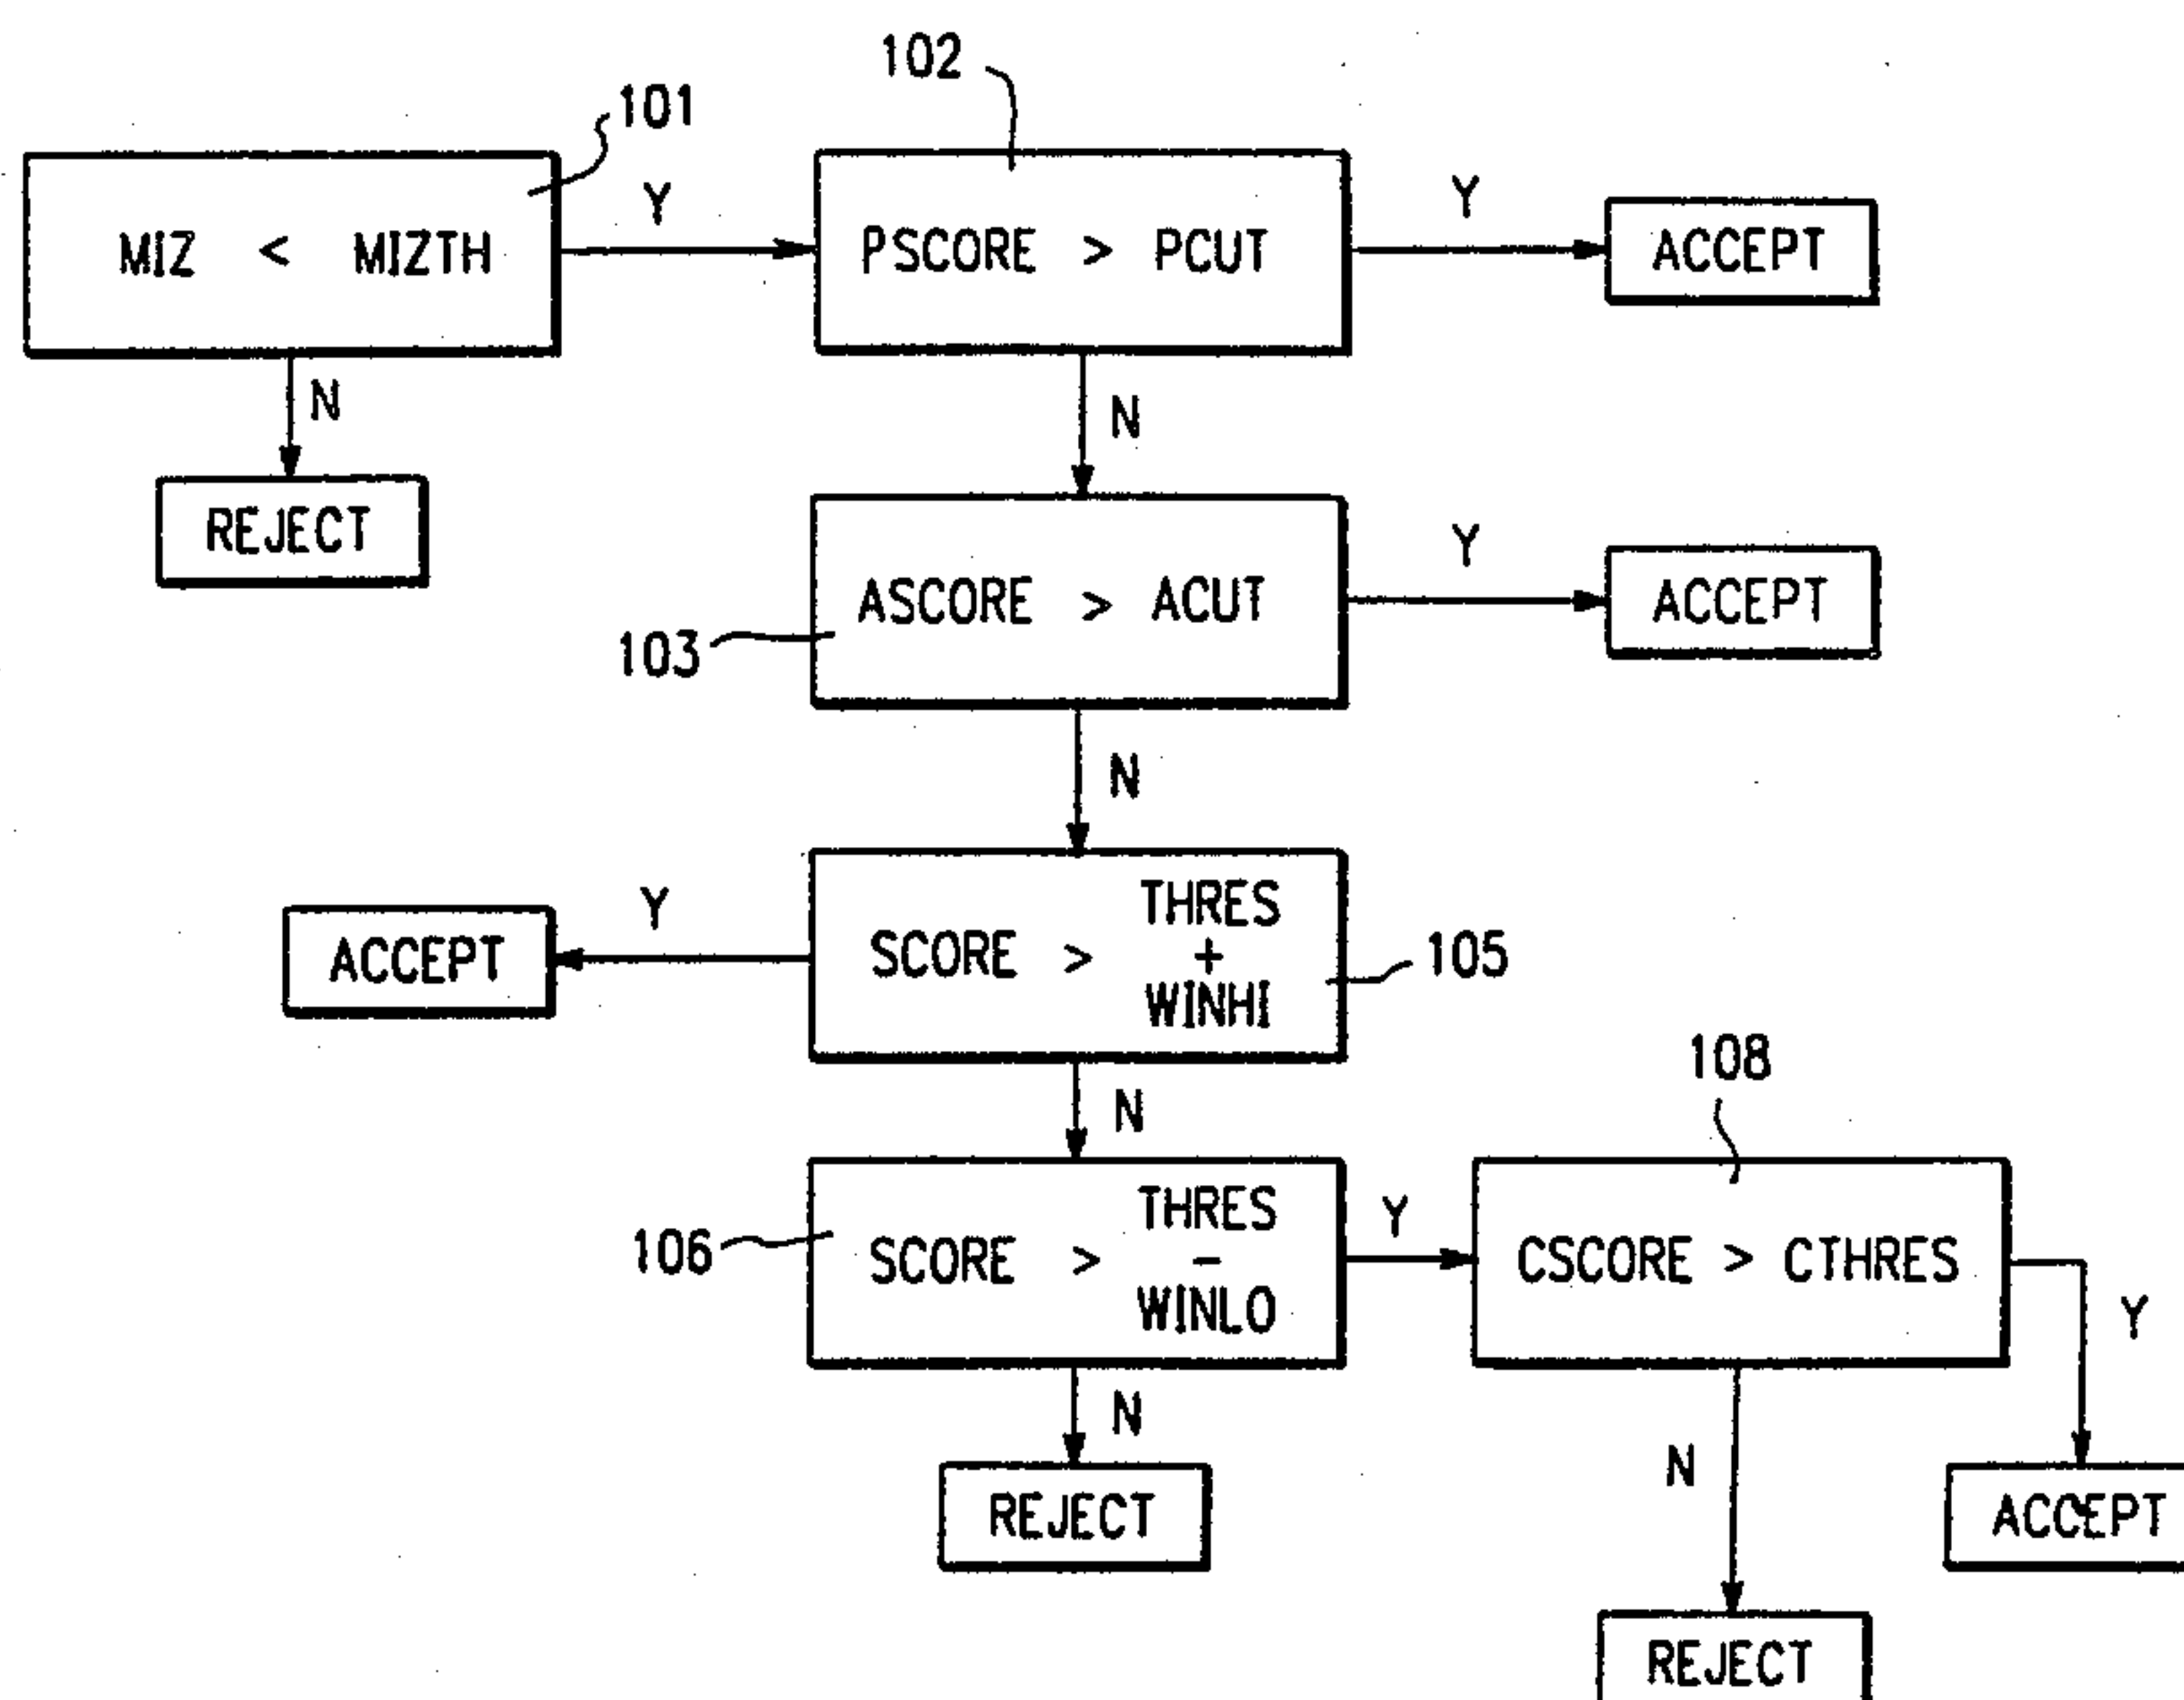 102
101
MIZ < MIZTH
Y
PSCORE > PCUT
Y
ACCEPT
N
N
REJECT
ASCORE > ACUT
Y
ACCEPT
103
N
ACCEPT
Y
SCORE > THRES
+
WINHI
105
N
108
106
SCORE > THRES
-
WINLO
Y
CSCORE > CTHRES
Y
N
N
REJECT
ACCEPT
REJECT